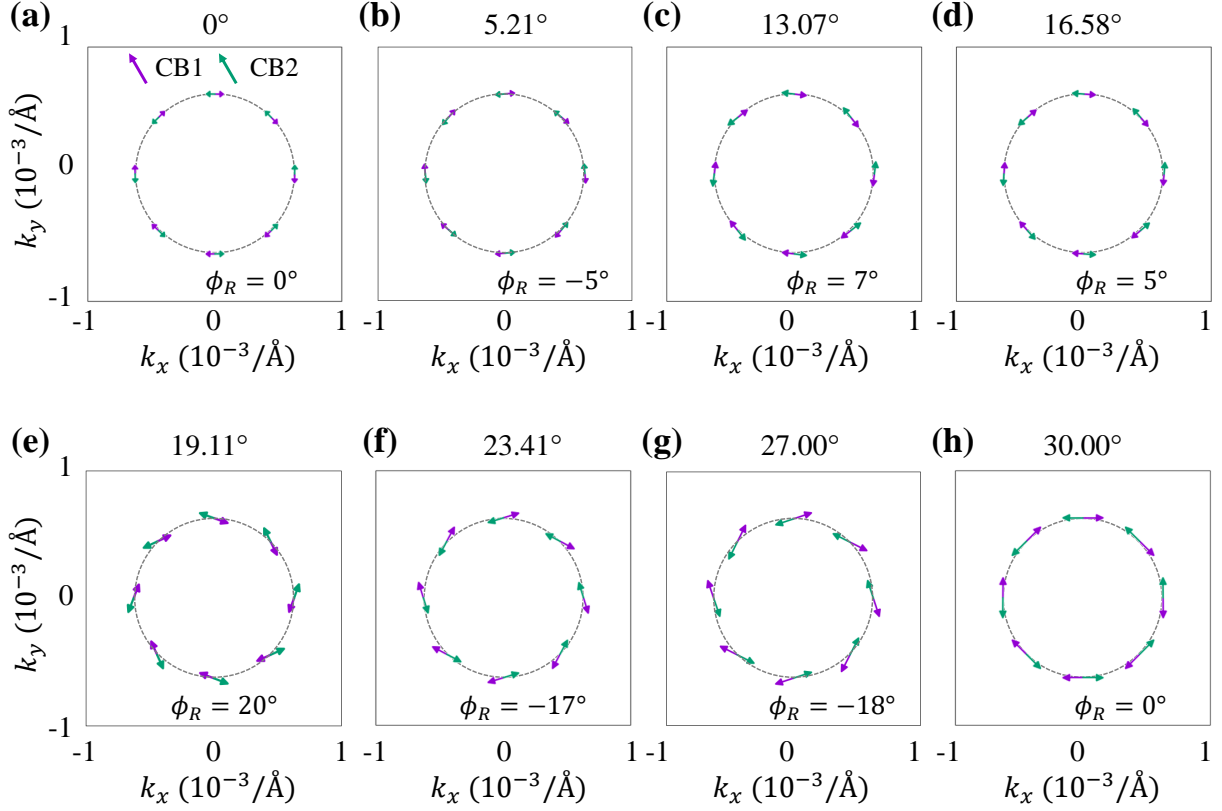 (a) 0° (b) 5.21° (c) 13.07° (d) 16.58°
1
CB1 CB2
0
k_y (10⁻³/Å)
ϕ_R = 0° ϕ_R = −5° ϕ_R = 7° ϕ_R = 5°
-1
-1 0 1 -1 0 1 -1 0 1 -1 0 1
k_x (10⁻³/Å) k_x (10⁻³/Å) k_x (10⁻³/Å) k_x (10⁻³/Å)
(e) 19.11° (f) 23.41° (g) 27.00° (h) 30.00°
1
0
k_y (10⁻³/Å)
ϕ_R = 20° ϕ_R = −17° ϕ_R = −18° ϕ_R = 0°
-1
-1 0 1 -1 0 1 -1 0 1 -1 0 1
k_x (10⁻³/Å) k_x (10⁻³/Å) k_x (10⁻³/Å) k_x (10⁻³/Å)